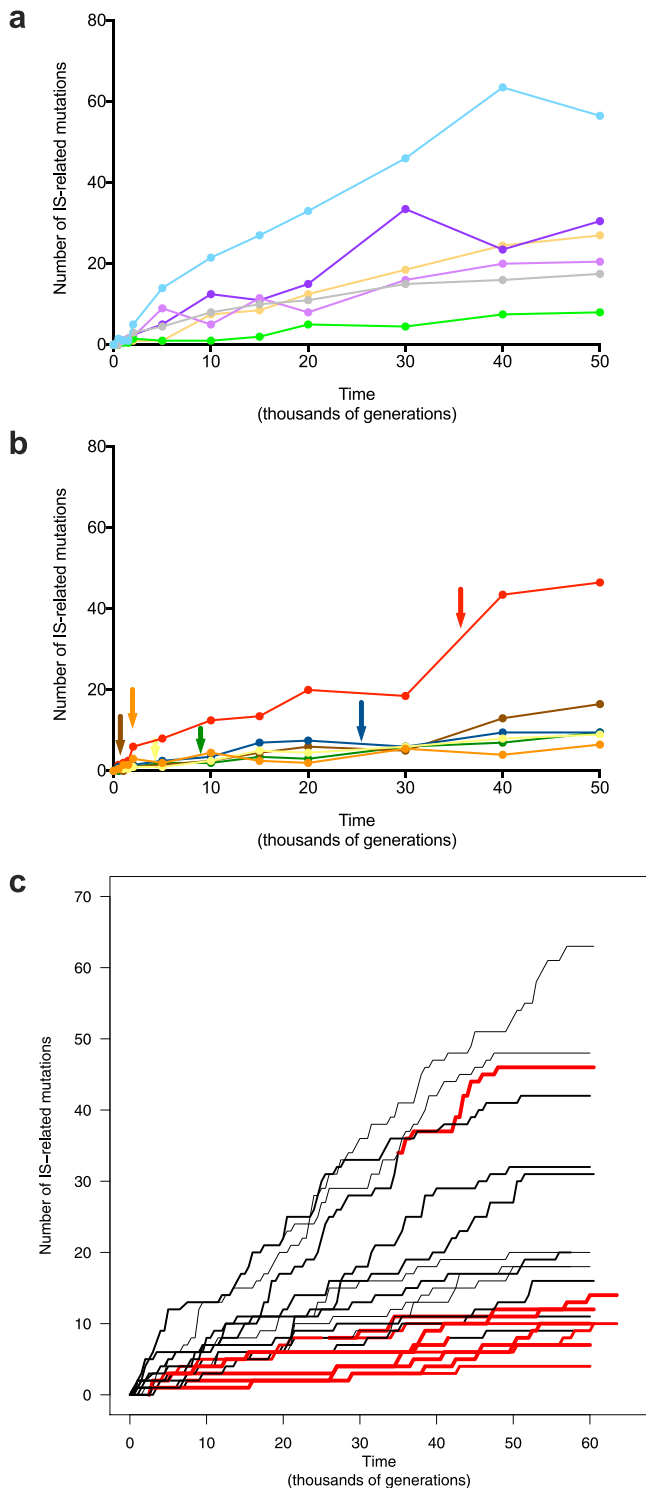 a
80
60
40
20
0
Number of IS-related mutations
0 10 20 30 40 50
Time
(thousands of generations)
b
80
60
40
20
0
Number of IS-related mutations
0 10 20 30 40 50
Time
(thousands of generations)
c
70
60
50
40
30
20
10
0
Number of IS−related mutations
0 10 20 30 40 50 60
Time
(thousands of generations)